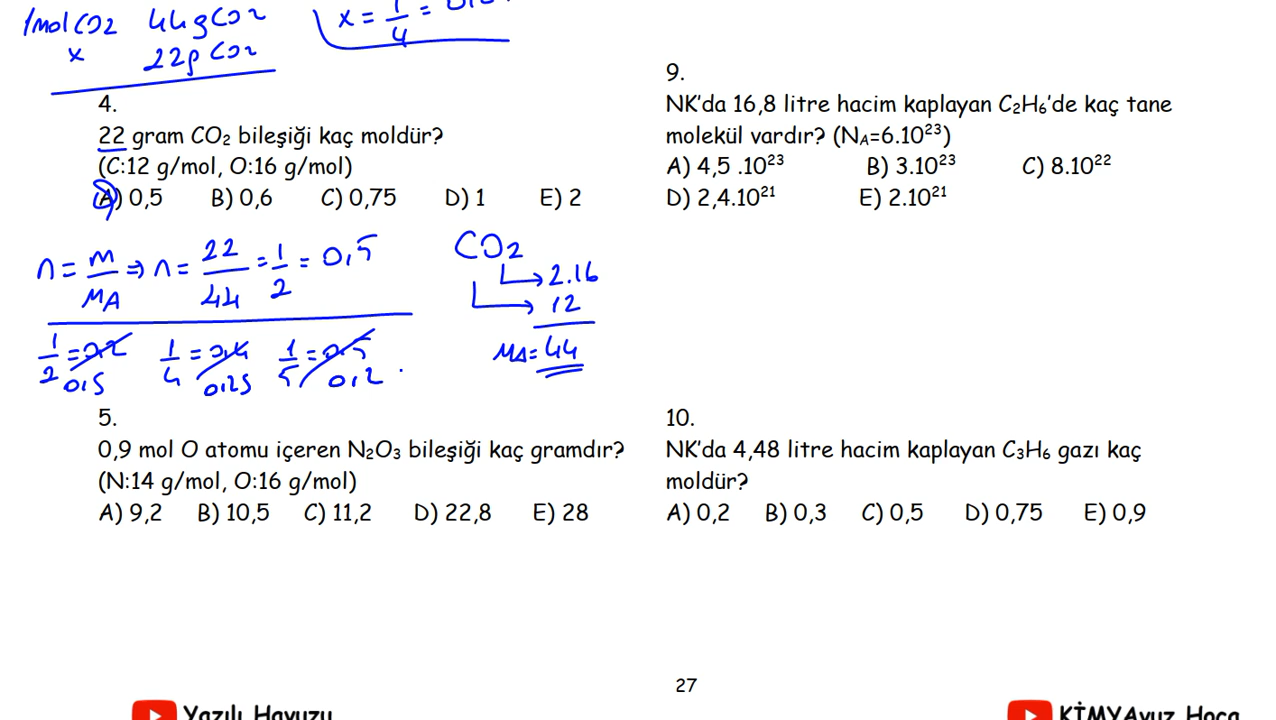 1mol CO2 44g CO2
x 22g CO2
x = 1/4 =
4.
22 gram CO₂ bileşiği kaç moldür?
(C:12 g/mol, O:16 g/mol)
A) 0,5 B) 0,6 C) 0,75 D) 1 E) 2
n = m/MA ⇒ n = 22/44 = 1/2 = 0,5
CO2
2.16
12
MA = 44
1/2 = 0,2 0,5 1/4 = 0,4 0,25 1/5 = 0,5 0,2
5.
0,9 mol O atomu içeren N₂O₃ bileşiği kaç gramdır?
(N:14 g/mol, O:16 g/mol)
A) 9,2 B) 10,5 C) 11,2 D) 22,8 E) 28
9.
NK'da 16,8 litre hacim kaplayan C₂H₆'de kaç tane
molekül vardır? (NA=6.10²³)
A) 4,5 .10²³ B) 3.10²³ C) 8.10²²
D) 2,4.10²¹ E) 2.10²¹
10.
NK'da 4,48 litre hacim kaplayan C₃H₆ gazı kaç
moldür?
A) 0,2 B) 0,3 C) 0,5 D) 0,75 E) 0,9
27
Yazılı Havuzu
KİMYAvuz Hoca